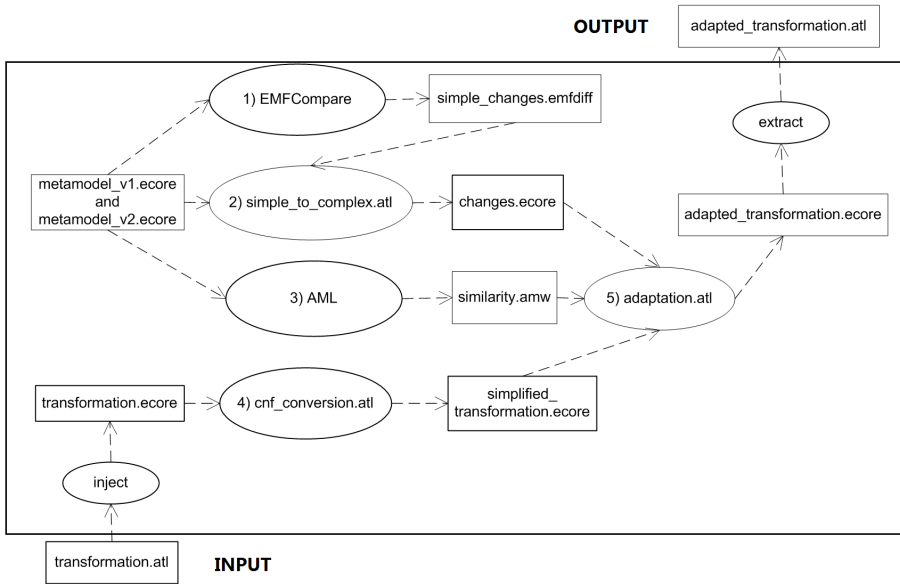 OUTPUT
adapted_transformation.atl
1) EMFCompare
simple_changes.emfdiff
extract
metamodel_v1.ecore
and
metamodel_v2.ecore
2) simple_to_complex.atl
changes.ecore
adapted_transformation.ecore
3) AML
similarity.amw
5) adaptation.atl
transformation.ecore
4) cnf_conversion.atl
simplified_
transformation.ecore
inject
transformation.atl
INPUT